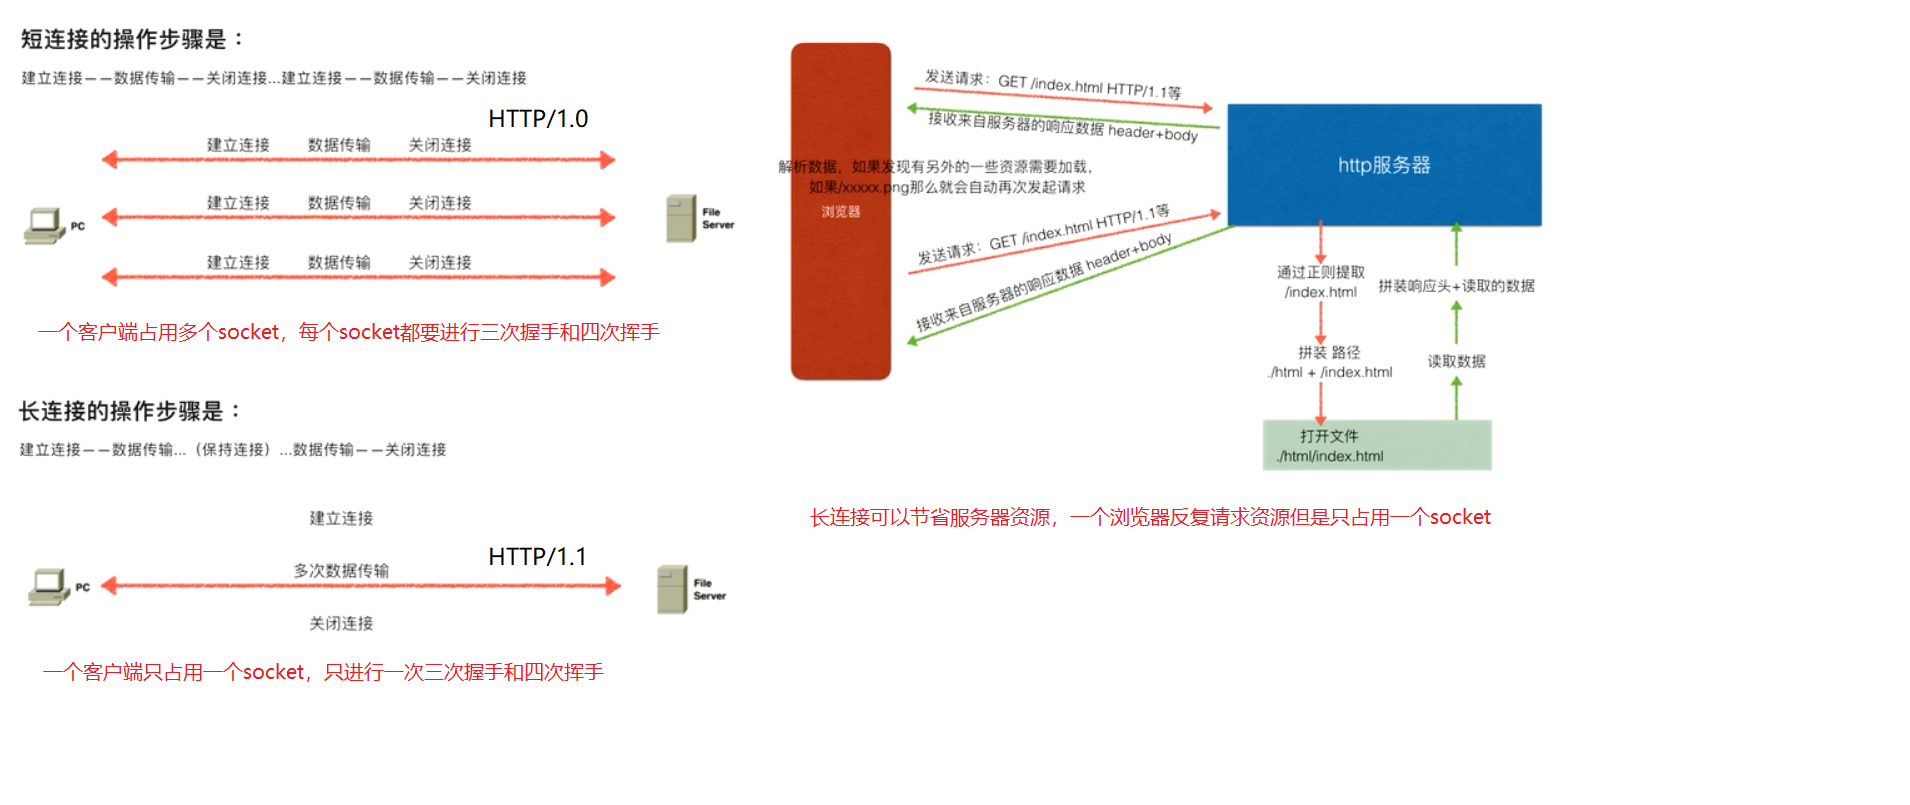 短连接的操作步骤是：
建立连接——数据传输——关闭连接...建立连接——数据传输——关闭连接
HTTP/1.0
建立连接 数据传输 关闭连接
建立连接 数据传输 关闭连接
PC
File
Server
建立连接 数据传输 关闭连接
一个客户端占用多个socket，每个socket都要进行三次握手和四次挥手
长连接的操作步骤是：
建立连接——数据传输...（保持连接）...数据传输——关闭连接
建立连接
HTTP/1.1
多次数据传输
PC
File
Server
关闭连接
一个客户端只占用一个socket，只进行一次三次握手和四次挥手
发送请求：GET /index.html HTTP/1.1等
接收来自服务器的响应数据 header+body
解析数据，如果发现有另外的一些资源需要加载，
如果/xxxxx.png那么就会自动再次发起请求
浏览器
发送请求：GET /index.html HTTP/1.1等
接收来自服务器的响应数据 header+body
http服务器
通过正则提取
/index.html
拼装 路径
./html + /index.html
打开文件
./html/index.html
读取数据
拼装响应头+读取的数据
长连接可以节省服务器资源，一个浏览器反复请求资源但是只占用一个socket